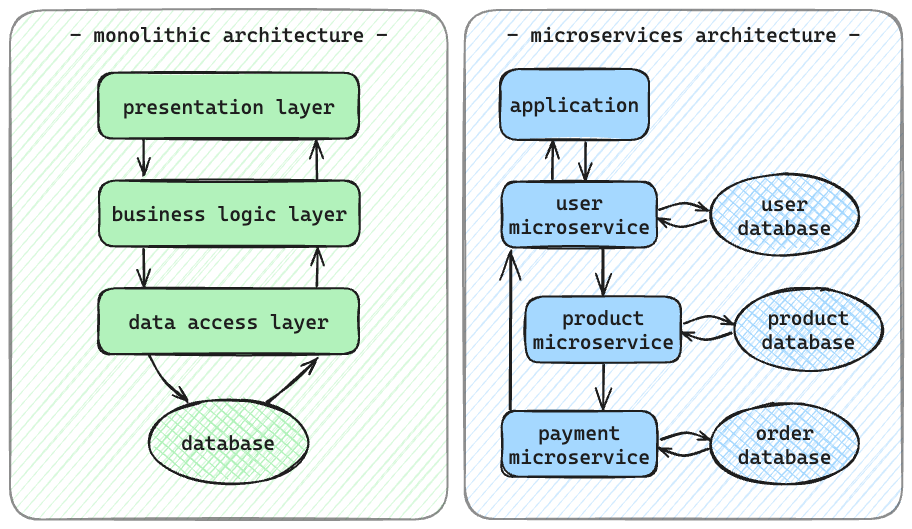 - monolithic architecture -
presentation layer
business logic layer
data access layer
database
- microservices architecture -
application
user
microservice
user
database
product
microservice
product
database
payment
microservice
order
database